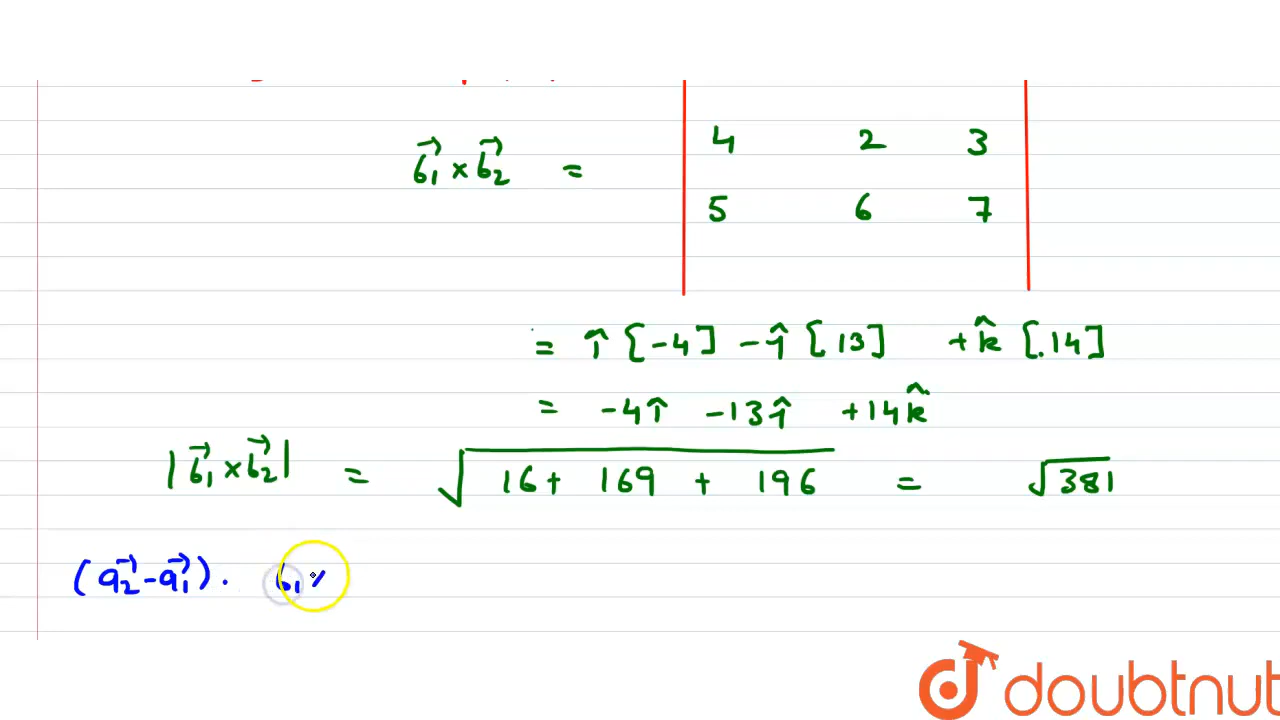 4 2 3
b₁⃗ × b₂⃗ =
5 6 7
= î [-4] - ĵ [13] + k̂ [.14]
= -4î - 13ĵ + 14k̂
|b₁⃗ × b₂⃗| = √(16 + 169 + 196) = √381
(a₂⃗ - a₁⃗) . b₁ ×
doubtnut